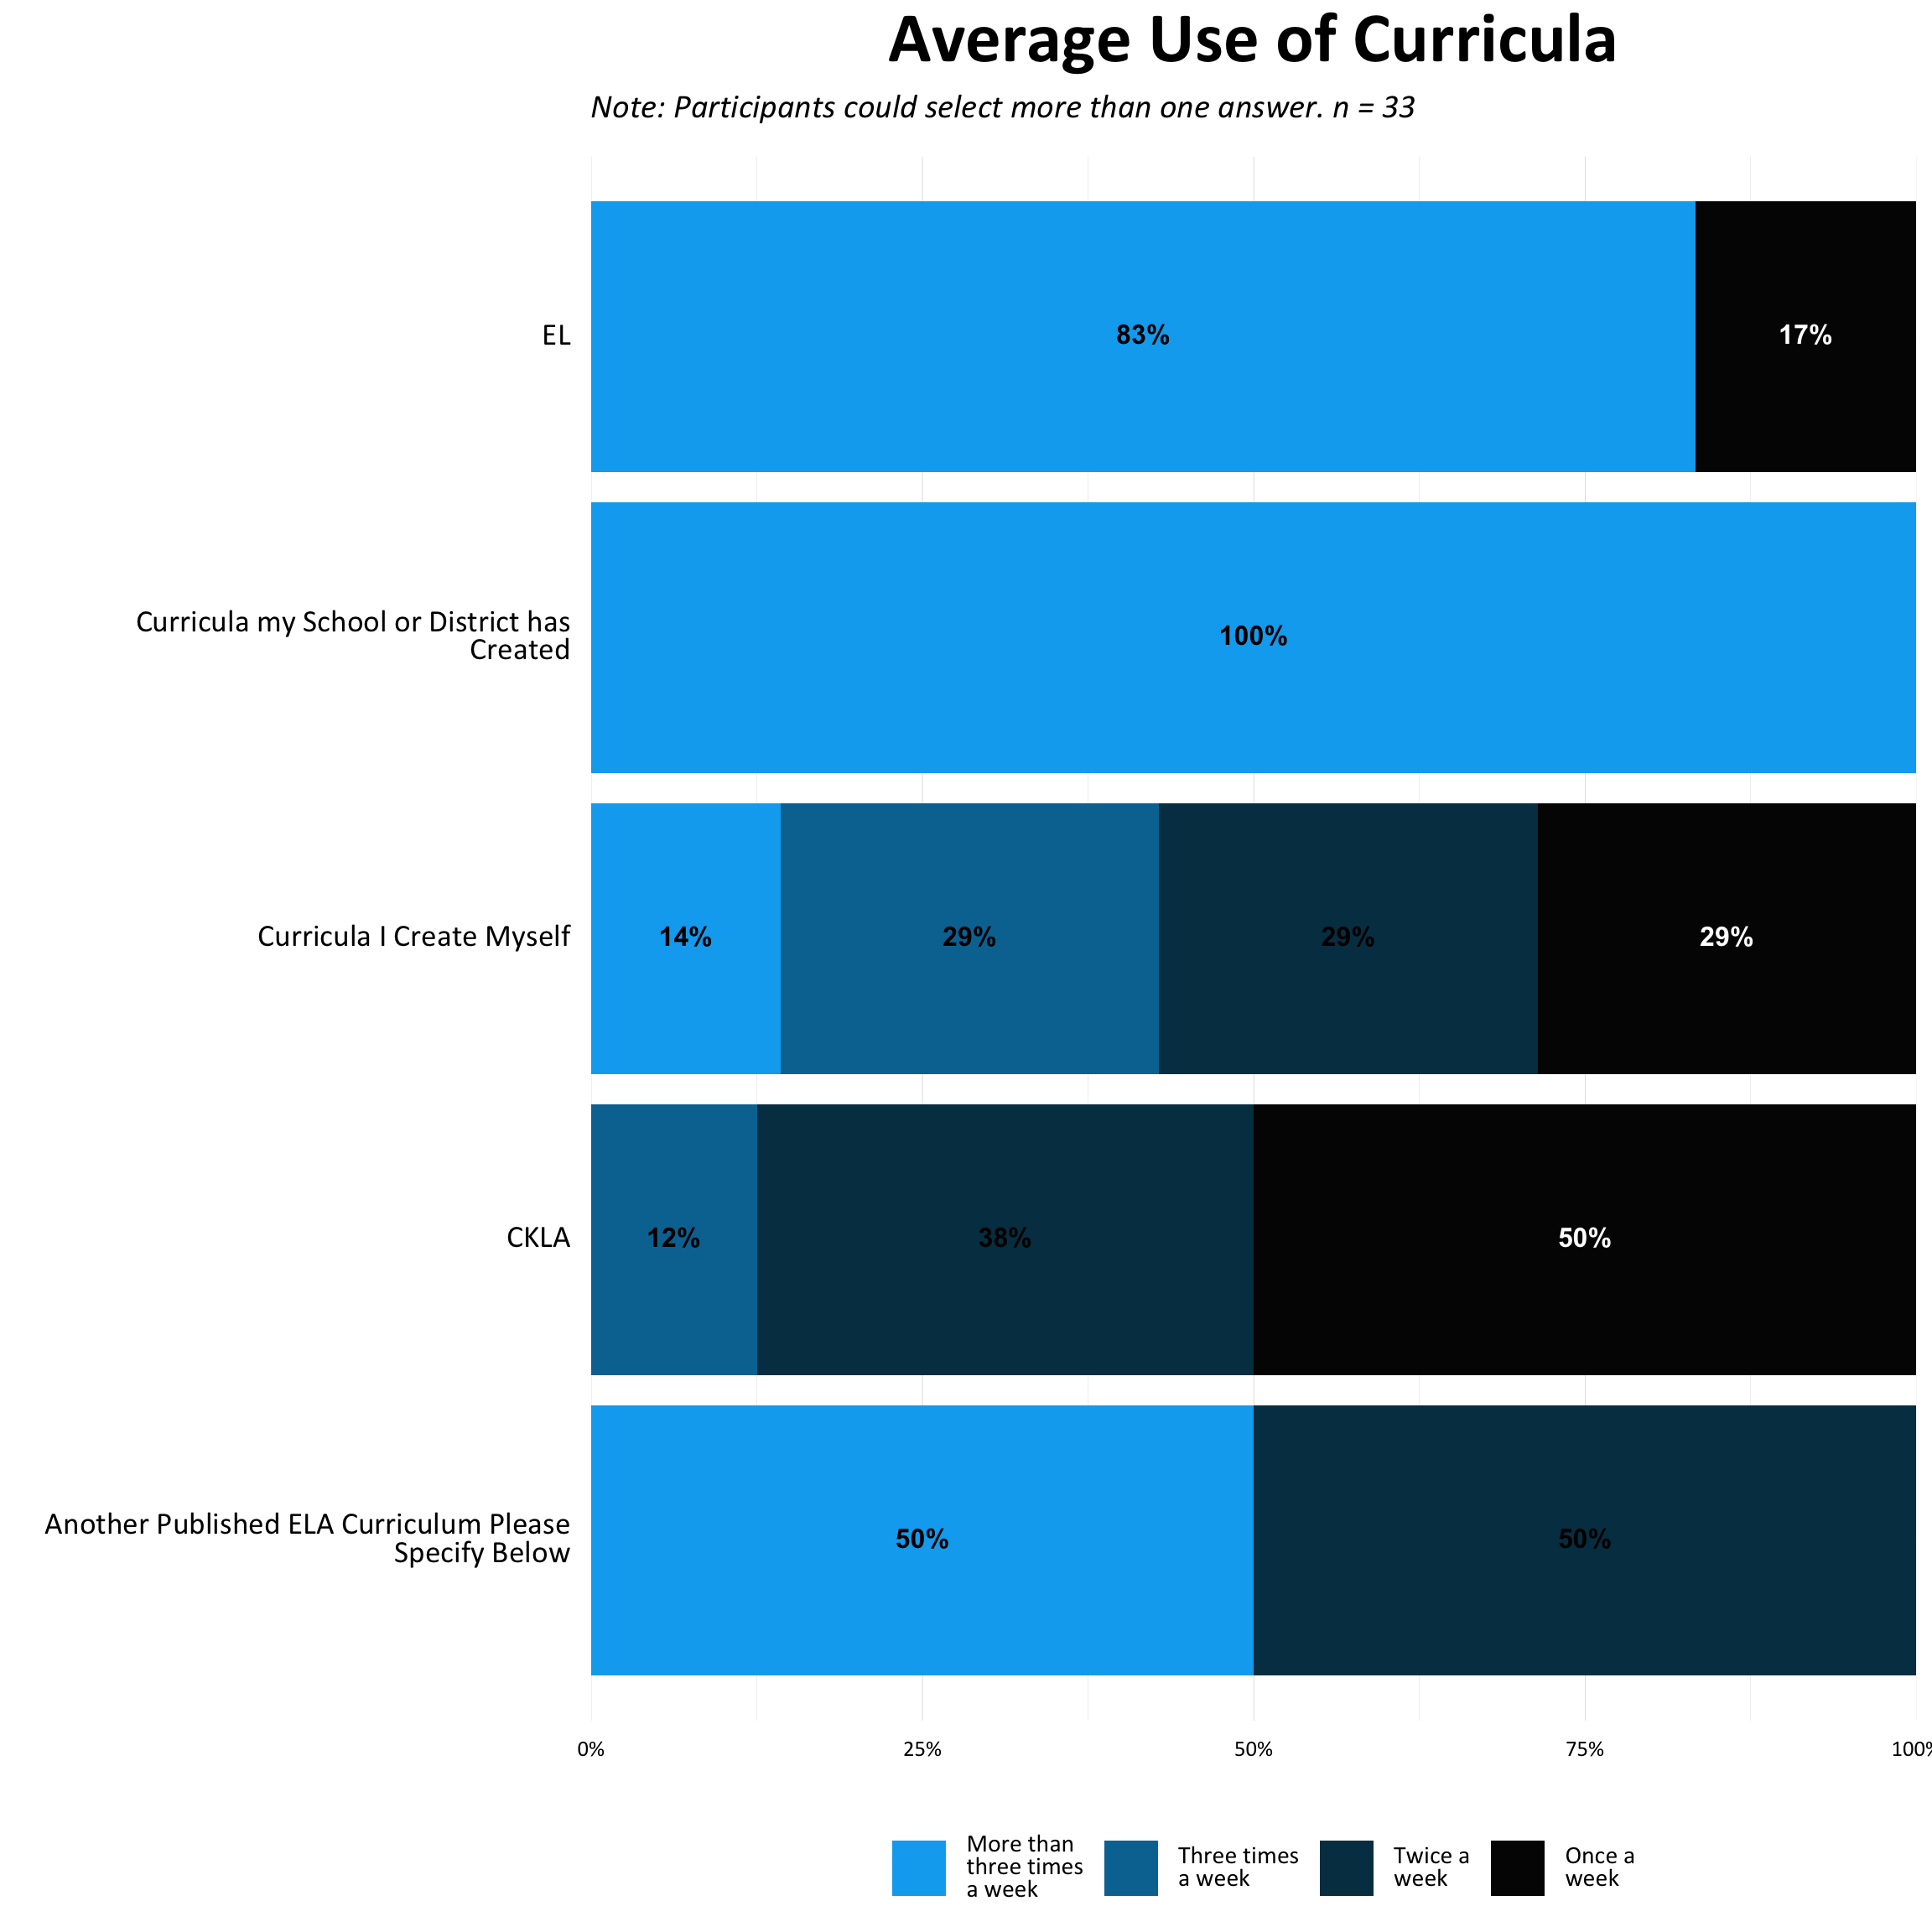 Average Use of Curricula
Note: Participants could select more than one answer. n = 33
EL
83%
17%
Curricula my School or District has
Created
100%
Curricula I Create Myself
14%
29%
29%
29%
CKLA
12%
38%
50%
Another Published ELA Curriculum Please
Specify Below
50%
50%
0%
25%
50%
75%
100%
More than
three times
a week
Three times
a week
Twice a
week
Once a
week